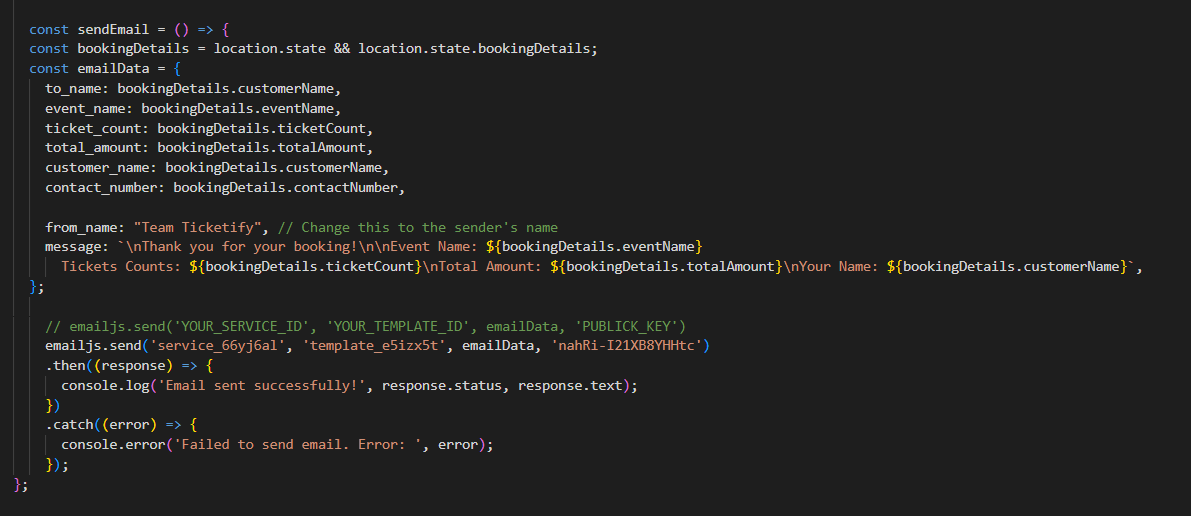 const sendEmail = () => {
const bookingDetails = location.state && location.state.bookingDetails;
const emailData = {
to_name: bookingDetails.customerName,
event_name: bookingDetails.eventName,
ticket_count: bookingDetails.ticketCount,
total_amount: bookingDetails.totalAmount,
customer_name: bookingDetails.customerName,
contact_number: bookingDetails.contactNumber,
from_name: "Team Ticketify", // Change this to the sender's name
message: `\nThank you for your booking!\n\nEvent Name: ${bookingDetails.eventName}
Tickets Counts: ${bookingDetails.ticketCount}\nTotal Amount: ${bookingDetails.totalAmount}\nYour Name: ${bookingDetails.customerName}`,
};
// emailjs.send('YOUR_SERVICE_ID', 'YOUR_TEMPLATE_ID', emailData, 'PUBLICK_KEY')
emailjs.send('service_66yj6al', 'template_e5izx5t', emailData, 'nahRi-I21XB8YHHtc')
.then((response) => {
console.log('Email sent successfully!', response.status, response.text);
})
.catch((error) => {
console.error('Failed to send email. Error: ', error);
});
};